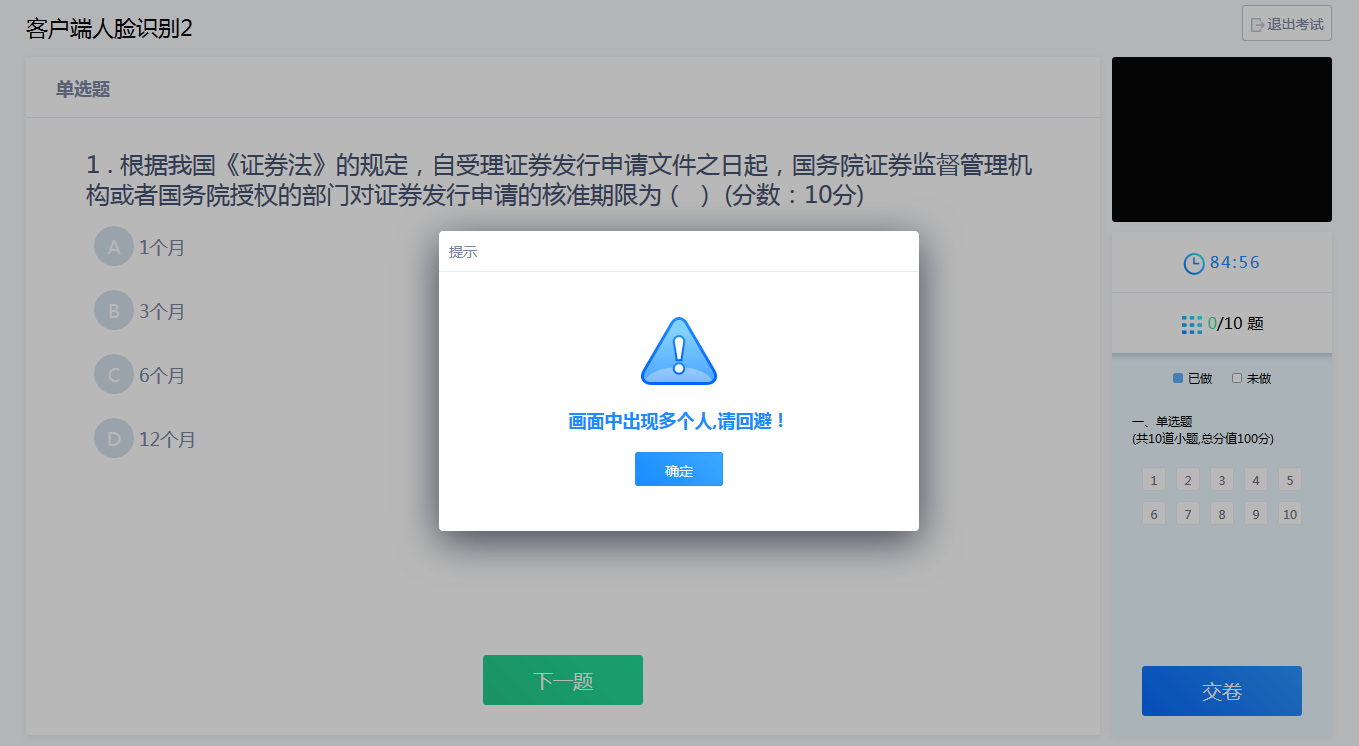 客户端人脸识别2
退出考试
单选题
1 . 根据我国《证券法》的规定，自受理证券发行申请文件之日起，国务院证券监督管理机
构或者国务院授权的部门对证券发行申请的核准期限为（　）(分数：10分)
A 1个月
B 3个月
C 6个月
D 12个月
下一题
提示
画面中出现多个人,请回避！
确定
84:56
0/10 题
已做 未做
一、单选题
(共10道小题,总分值100分)
1 2 3 4 5
6 7 8 9 10
交卷